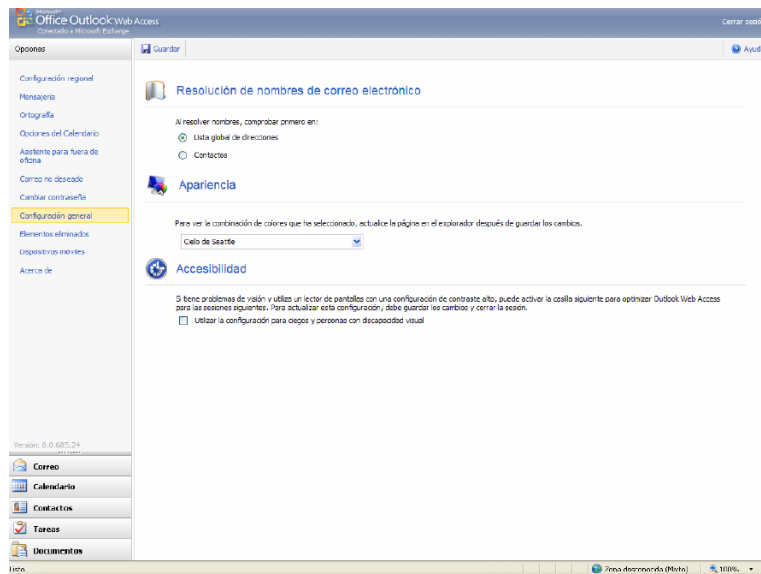 Microsoft
Office Outlook Web Access
Conectado a Microsoft Exchange
Cerrar sesió
Opciones
Guardar
Ayud
Configuración regional
Mensajería
Ortografía
Opciones del Calendario
Asistente para fuera de
oficina
Correo no deseado
Cambiar contraseña
Configuración general
Elementos eliminados
Dispositivos móviles
Acerca de
Resolución de nombres de correo electrónico
Al resolver nombres, comprobar primero en:
Lista global de direcciones
Contactos
Apariencia
Para ver la combinación de colores que ha seleccionado, actualice la página en el explorador después de guardar los cambios.
Cielo de Seattle
Accesibilidad
Si tiene problemas de visión y utiliza un lector de pantallas con una configuración de contraste alto, puede activar la casilla siguiente para optimizar Outlook Web Access
para las sesiones siguientes. Para actualizar esta configuración, debe guardar los cambios y cerrar la sesión.
Utilizar la configuración para ciegos y personas con discapacidad visual
Versión: 8.0.685.24
Correo
Calendario
Contactos
Tareas
Documentos
Listo
Zona desconocida (Mixto)
100%